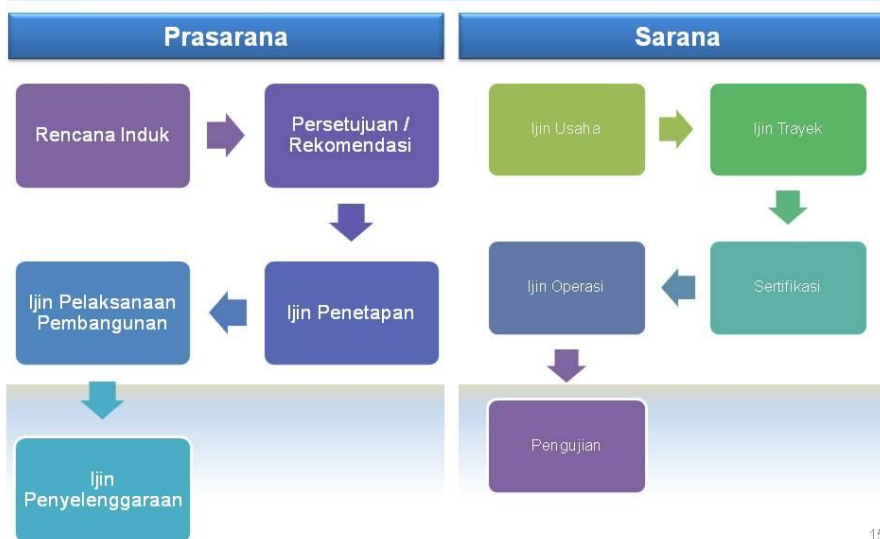 Prasarana
Rencana Induk
Persetujuan /
Rekomendasi
Ijin Penetapan
Ijin Pelaksanaan
Pembangunan
Ijin
Penyelenggaraan
Sarana
Ijin Usaha
Ijin Trayek
Sertifikasi
Ijin Operasi
Pengujian